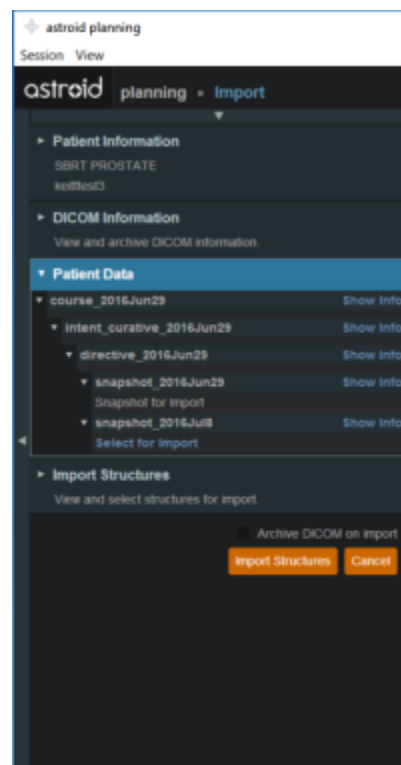 astroid planning
Session View
astroid planning » Import
Patient Information
SBRT PROSTATE
keitttest3
DICOM Information
View and archive DICOM information.
Patient Data
course_2016Jun29 Show Info
intent_curative_2016Jun29 Show Info
directive_2016Jun29 Show Info
snapshot_2016Jun29 Show Info
Snapshot for Import
snapshot_2016Jul8 Show Info
Select for Import
Import Structures
View and select structures for import.
Archive DICOM on import
Import Structures Cancel